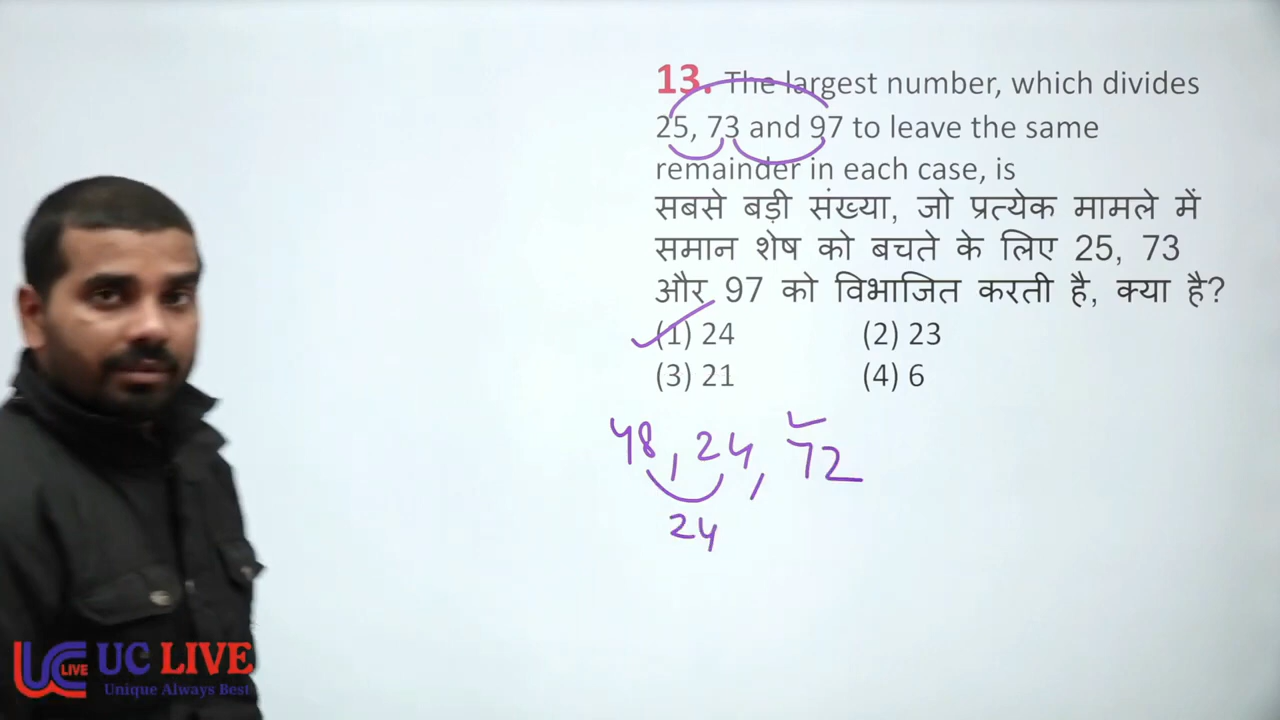 13. The largest number, which divides
25, 73 and 97 to leave the same
remainder in each case, is
सबसे बड़ी संख्या, जो प्रत्येक मामले में
समान शेष को बचते के लिए 25, 73
और 97 को विभाजित करती है, क्या है?
(1) 24 (2) 23
(3) 21 (4) 6
48, 24, 72
24
UC LIVE UC LIVE
Unique Always Best